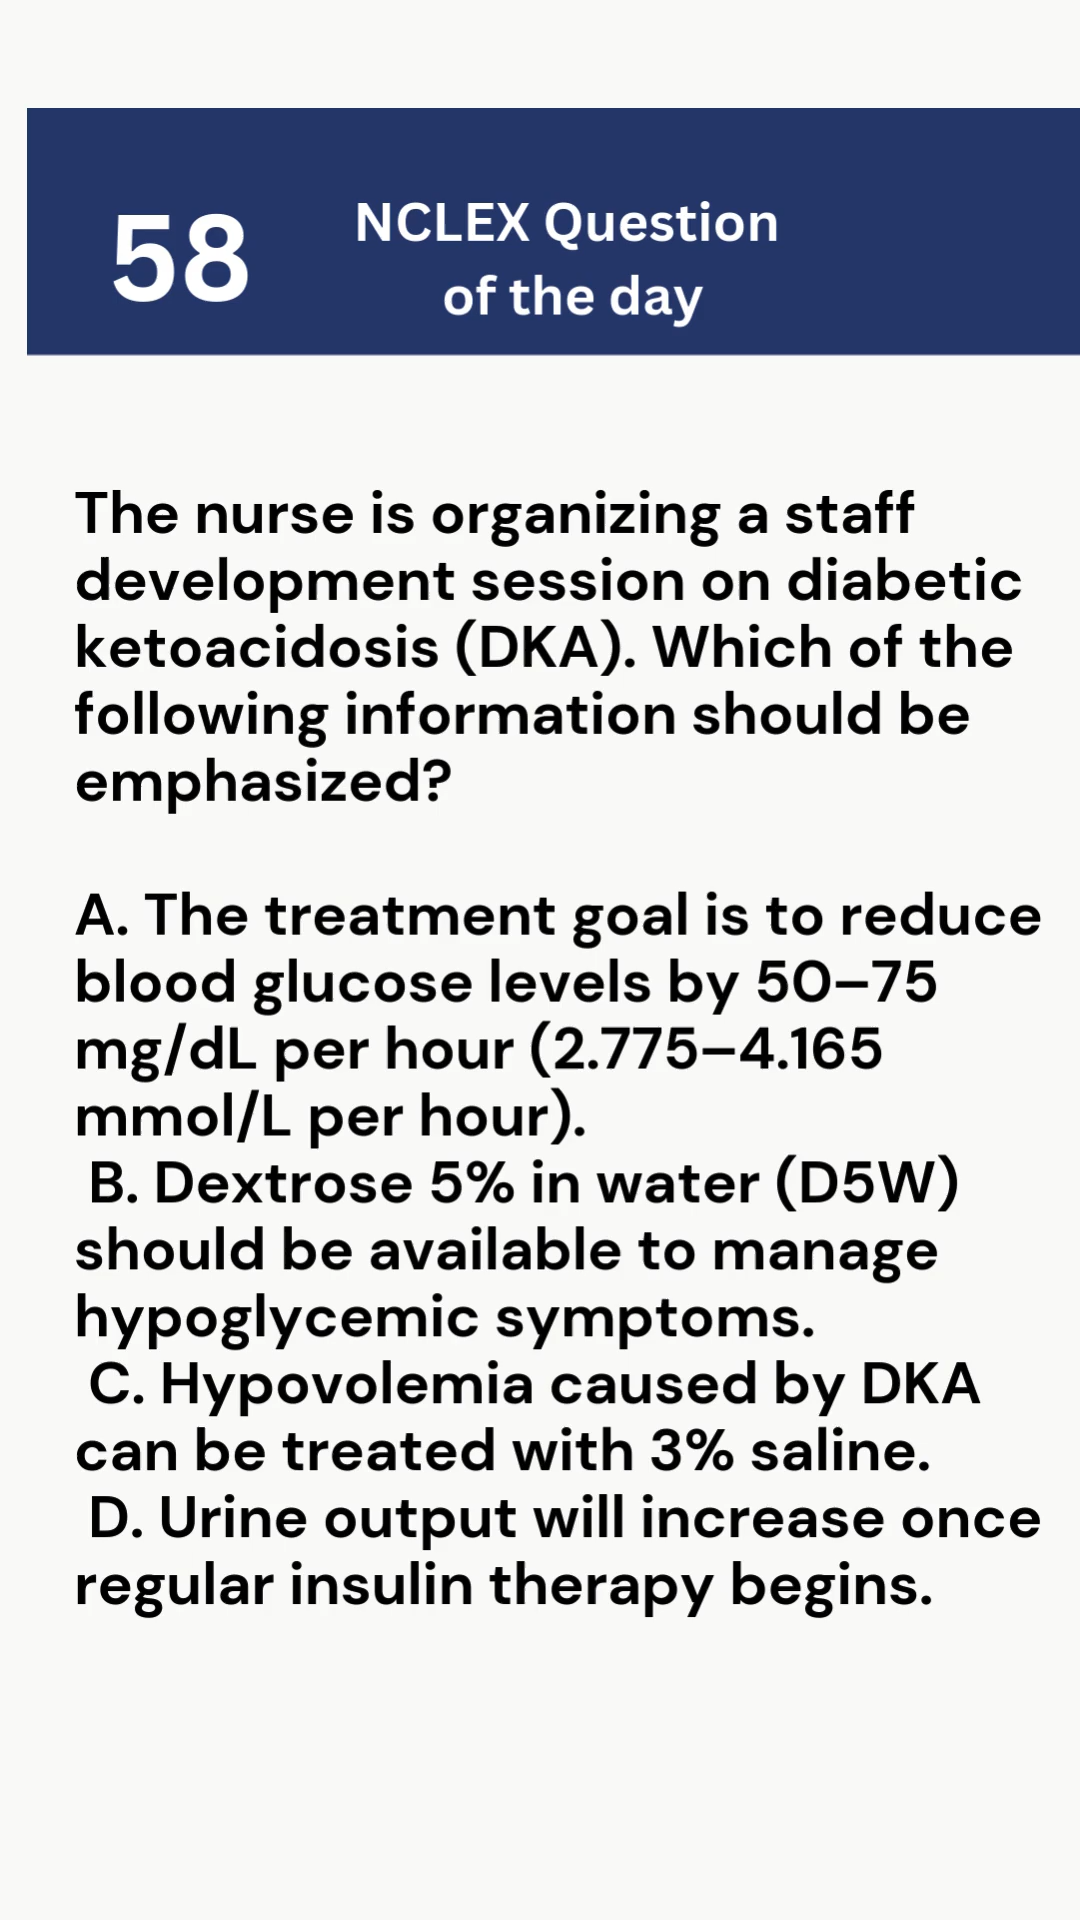 58
NCLEX Question
of the day
The nurse is organizing a staff
development session on diabetic
ketoacidosis (DKA). Which of the
following information should be
emphasized?
A. The treatment goal is to reduce
blood glucose levels by 50–75
mg/dL per hour (2.775–4.165
mmol/L per hour).
B. Dextrose 5% in water (D5W)
should be available to manage
hypoglycemic symptoms.
C. Hypovolemia caused by DKA
can be treated with 3% saline.
D. Urine output will increase once
regular insulin therapy begins.